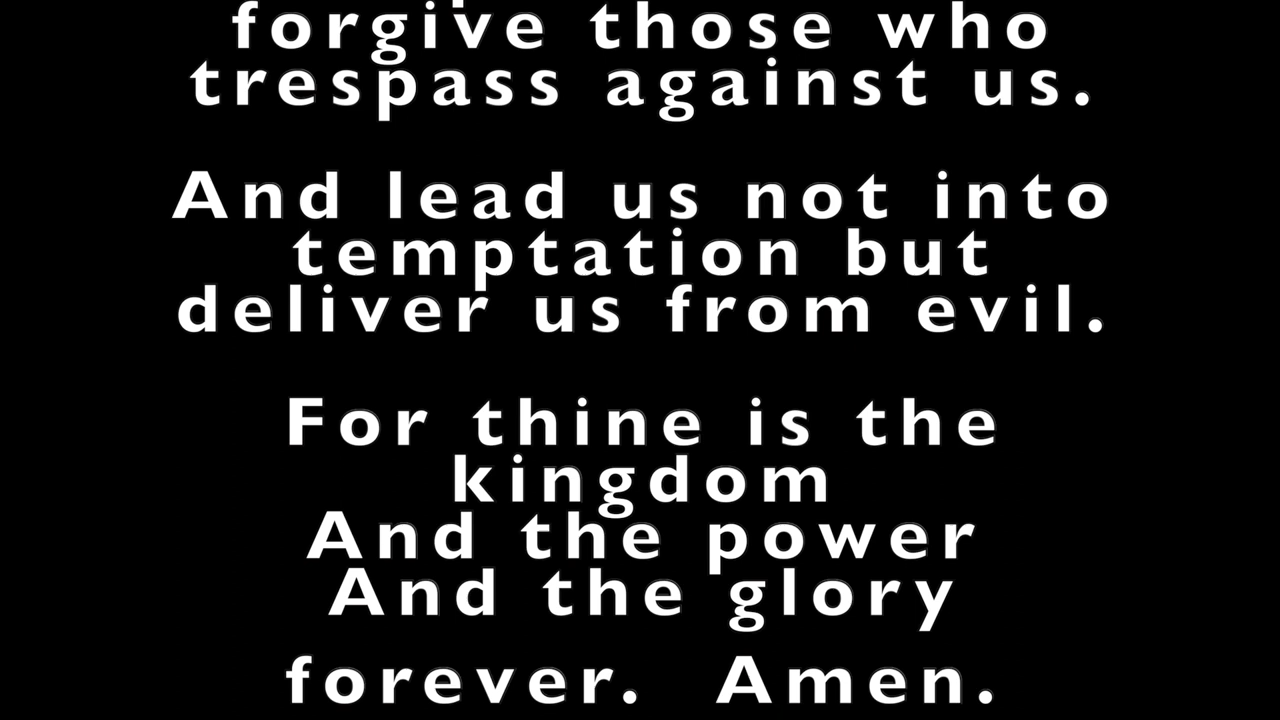 forgive those who
trespass against us.
And lead us not into
temptation but
deliver us from evil.
For thine is the
kingdom
And the power
And the glory
forever. Amen.